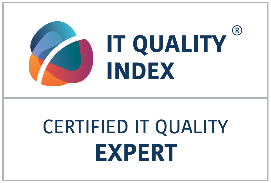 IT QUALITY ®
INDEX
CERTIFIED IT QUALITY
EXPERT